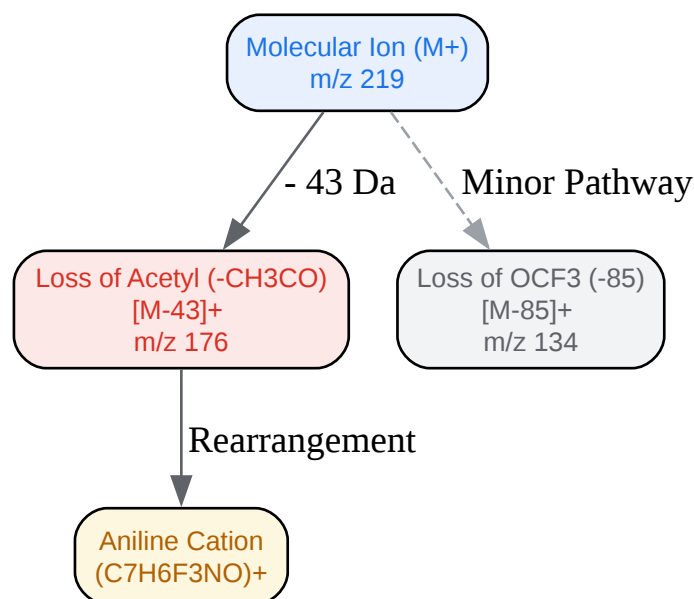 Molecular Ion (M+)
m/z 219
- 43 Da
Minor Pathway
Loss of Acetyl (-CH3CO)
[M-43]+
m/z 176
Loss of OCF3 (-85)
[M-85]+
m/z 134
Rearrangement
Aniline Cation
(C7H6F3NO)+